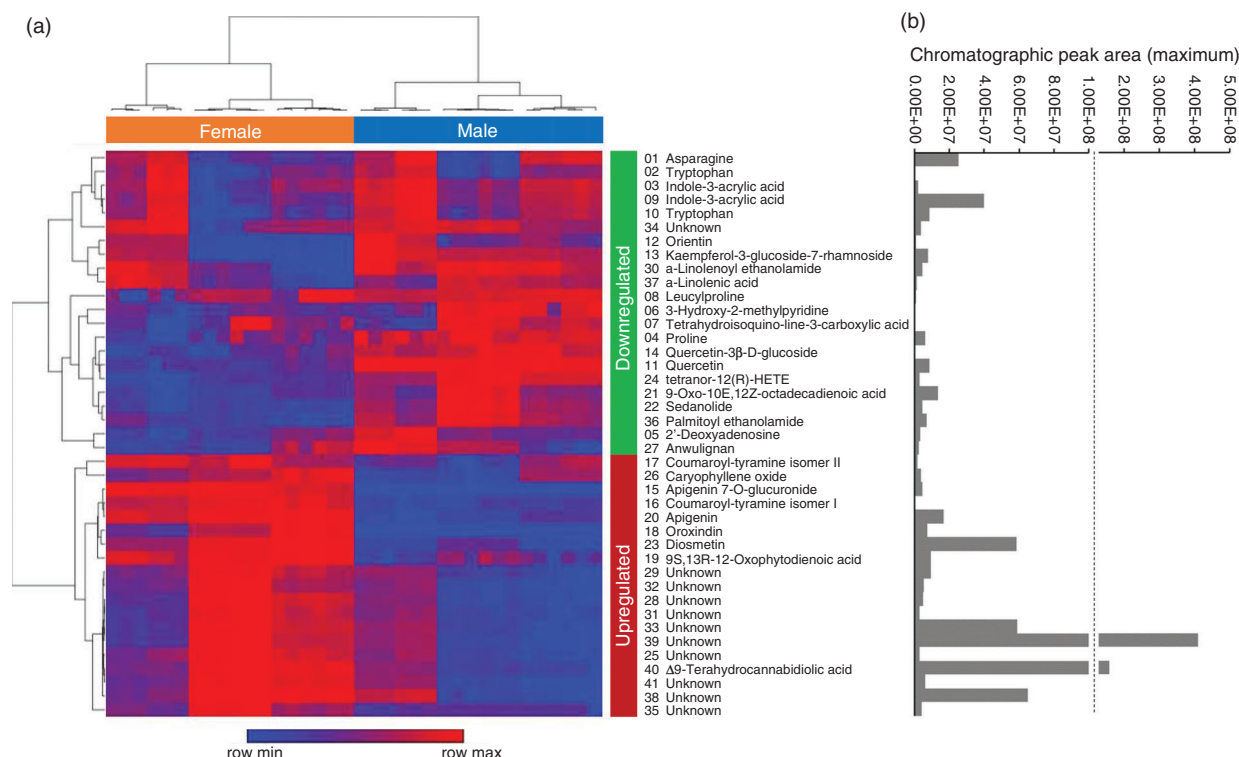 (a)
(b)
Chromatographic peak area (maximum)
0.00E+00
2.00E+07
4.00E+07
6.00E+07
8.00E+07
1.00E+08
2.00E+08
3.00E+08
4.00E+08
5.00E+08
Female
Male
Downregulated
Upregulated
01 Asparagine
02 Tryptophan
03 Indole-3-acrylic acid
09 Indole-3-acrylic acid
10 Tryptophan
34 Unknown
12 Orientin
13 Kaempferol-3-glucoside-7-rhamnoside
30 a-Linolenoyl ethanolamide
37 a-Linolenic acid
08 Leucylproline
06 3-Hydroxy-2-methylpyridine
07 Tetrahydroisoquino-line-3-carboxylic acid
04 Proline
14 Quercetin-3β-D-glucoside
11 Quercetin
24 tetranor-12(R)-HETE
21 9-Oxo-10E,12Z-octadecadienoic acid
22 Sedanolide
36 Palmitoyl ethanolamide
05 2'-Deoxyadenosine
27 Anwulignan
17 Coumaroyl-tyramine isomer II
26 Caryophyllene oxide
15 Apigenin 7-O-glucuronide
16 Coumaroyl-tyramine isomer I
20 Apigenin
18 Oroxindin
23 Diosmetin
19 9S,13R-12-Oxophytodienoic acid
29 Unknown
32 Unknown
28 Unknown
31 Unknown
33 Unknown
39 Unknown
25 Unknown
40 Δ9-Terahydrocannabidiolic acid
41 Unknown
38 Unknown
35 Unknown
row min
row max